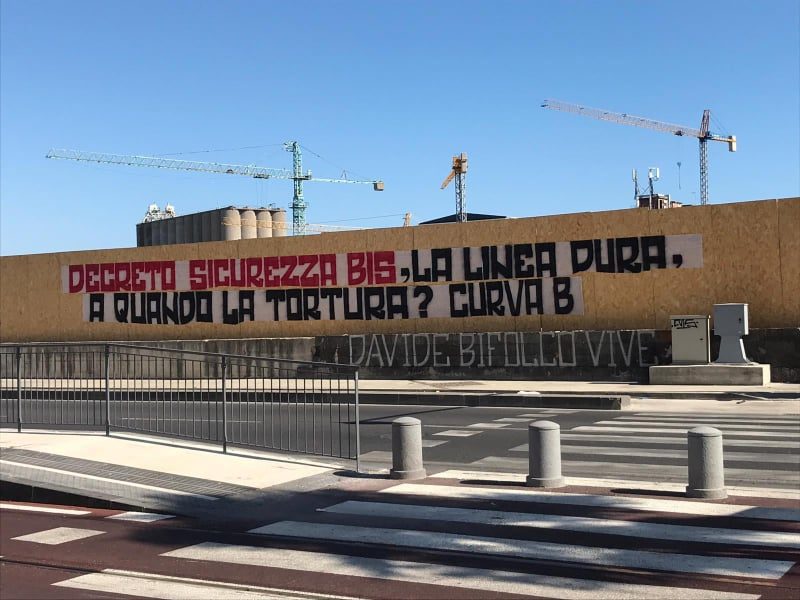 DECRETO SICUREZZA BIS, LA LINEA DURA,
A QUANDO LA TORTURA? CURVA B
DAVIDE BIFOLCO VIVE